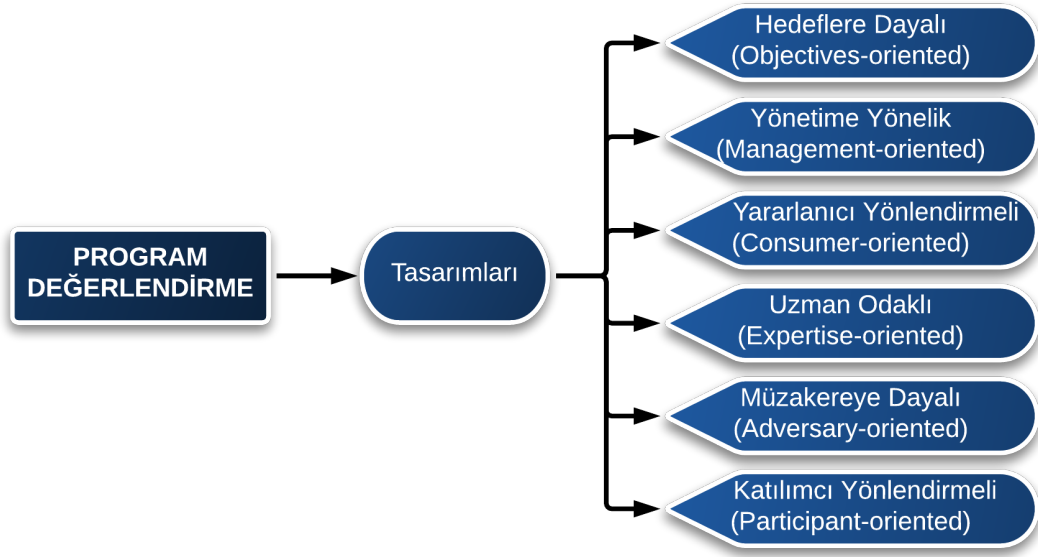 PROGRAM
DEĞERLENDİRME
Tasarımları
Hedeflere Dayalı
(Objectives-oriented)
Yönetime Yönelik
(Management-oriented)
Yararlanıcı Yönlendirmeli
(Consumer-oriented)
Uzman Odaklı
(Expertise-oriented)
Müzakereye Dayalı
(Adversary-oriented)
Katılımcı Yönlendirmeli
(Participant-oriented)